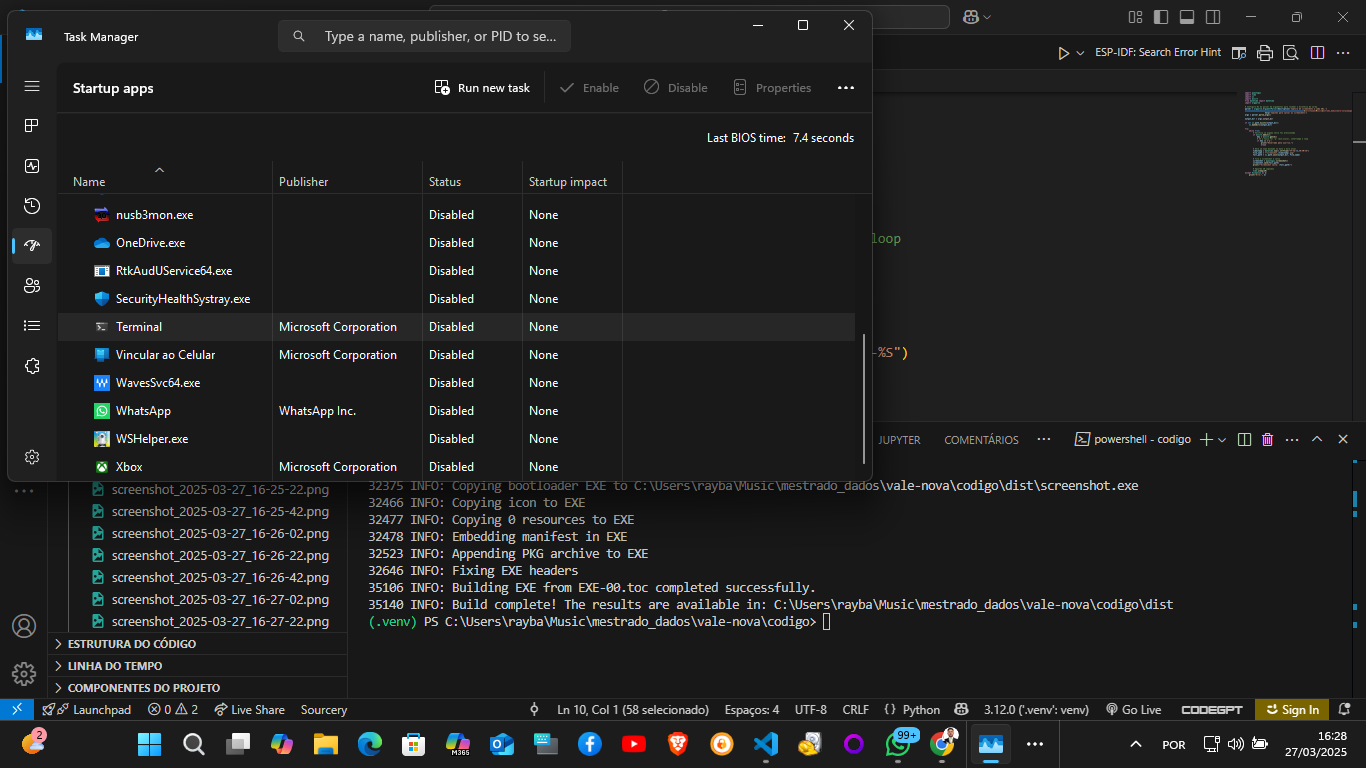 Task Manager
Type a name, publisher, or PID to se...
Startup apps
Run new task
Enable
Disable
Properties
Last BIOS time: 7.4 seconds
Name
Publisher
Status
Startup impact
nusb3mon.exe Disabled None
OneDrive.exe Disabled None
RtkAudUService64.exe Disabled None
SecurityHealthSystray.exe Disabled None
Terminal Microsoft Corporation Disabled None
Vincular ao Celular Microsoft Corporation Disabled None
WavesSvc64.exe Disabled None
WhatsApp WhatsApp Inc. Disabled None
WSHelper.exe Disabled None
Xbox Microsoft Corporation Disabled None
ESP-IDF: Search Error Hint
loop
-%S")
JUPYTER
COMENTÁRIOS
powershell - codigo
screenshot_2025-03-27_16-25-22.png
screenshot_2025-03-27_16-25-42.png
screenshot_2025-03-27_16-26-02.png
screenshot_2025-03-27_16-26-22.png
screenshot_2025-03-27_16-26-42.png
screenshot_2025-03-27_16-27-02.png
screenshot_2025-03-27_16-27-22.png
ESTRUTURA DO CÓDIGO
LINHA DO TEMPO
COMPONENTES DO PROJETO
32375 INFO: Copying bootloader EXE to C:\Users\rayba\Music\mestrado_dados\vale-nova\codigo\dist\screenshot.exe
32466 INFO: Copying icon to EXE
32477 INFO: Copying 0 resources to EXE
32478 INFO: Embedding manifest in EXE
32523 INFO: Appending PKG archive to EXE
32646 INFO: Fixing EXE headers
35106 INFO: Building EXE from EXE-00.toc completed successfully.
35140 INFO: Build complete! The results are available in: C:\Users\rayba\Music\mestrado_dados\vale-nova\codigo\dist
(.venv) PS C:\Users\rayba\Music\mestrado_dados\vale-nova\codigo>
Launchpad 0 2 Live Share Sourcery Ln 10, Col 1 (58 selecionado) Espaços: 4 UTF-8 CRLF Python 3.12.0 ('.venv': venv) Go Live CODEGPT Sign In
2
M365
99+
POR
16:28
27/03/2025